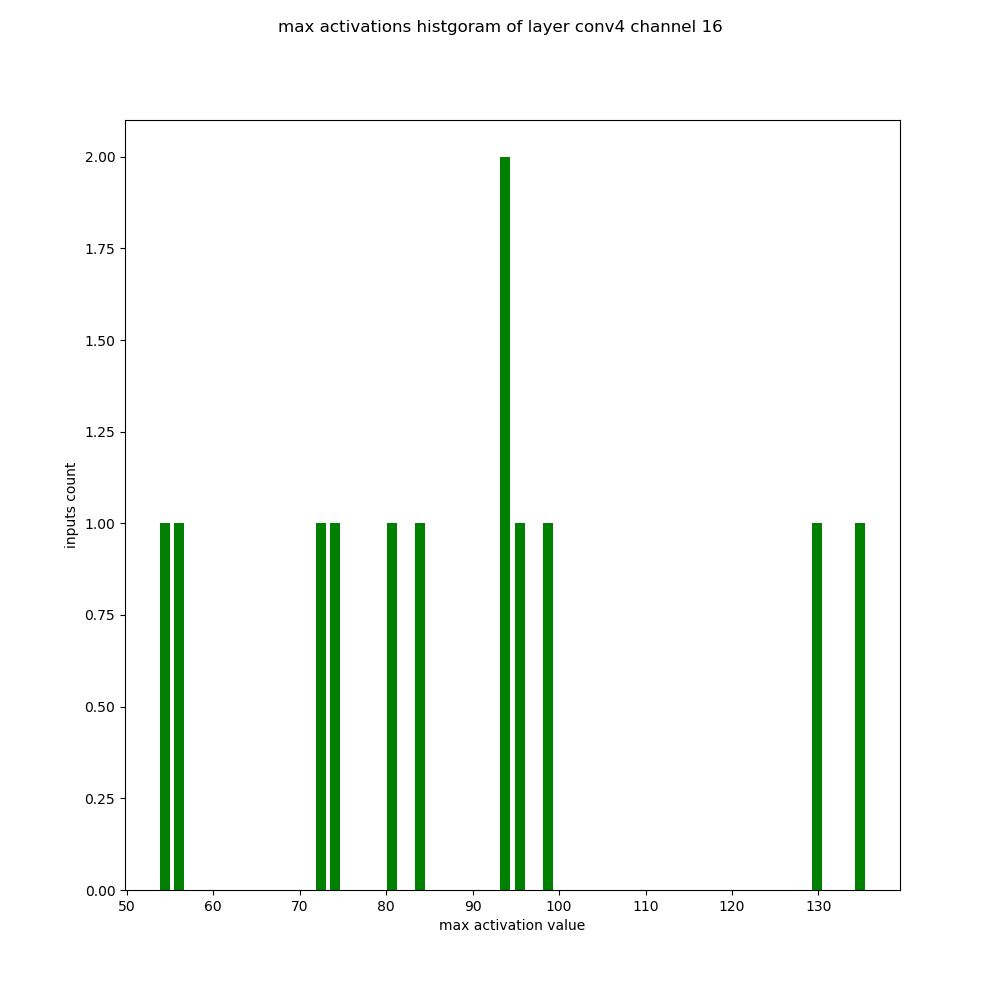 max activations histgoram of layer conv4 channel 16
2.00
1.75
1.50
1.25
1.00
0.75
0.50
0.25
0.00
inputs count
50 60 70 80 90 100 110 120 130
max activation value